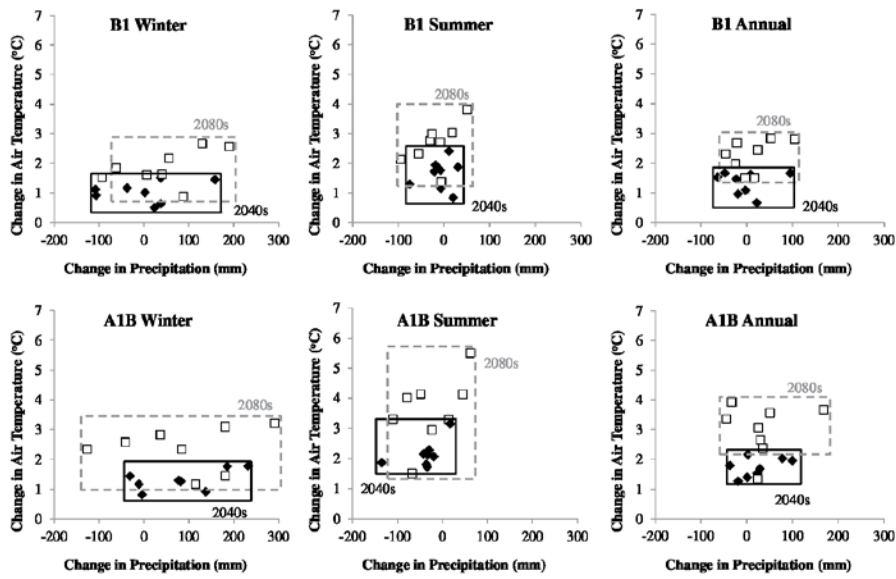 B1 Winter
B1 Summer
B1 Annual
Change in Air Temperature (°C)
7
6
5
4
3
2
1
0
2080s
2040s
-200 -100 0 100 200 300
Change in Precipitation (mm)
Change in Air Temperature (°C)
7
6
5
4
3
2
1
0
2080s
2040s
-200 -100 0 100 200 300
Change in Precipitation (mm)
Change in Air Temperature (°C)
7
6
5
4
3
2
1
0
2080s
2040s
-200 -100 0 100 200 300
Change in Precipitation (mm)
A1B Winter
A1B Summer
A1B Annual
Change in Air Temperature (°C)
7
6
5
4
3
2
1
0
2080s
2040s
-200 -100 0 100 200 300
Change in Precipitation (mm)
Change in Air Temperature (°C)
7
6
5
4
3
2
1
0
2080s
2040s
-200 -100 0 100 200 300
Change in Precipitation (mm)
Change in Air Temperature (°C)
7
6
5
4
3
2
1
0
2080s
2040s
-200 -100 0 100 200 300
Change in Precipitation (mm)